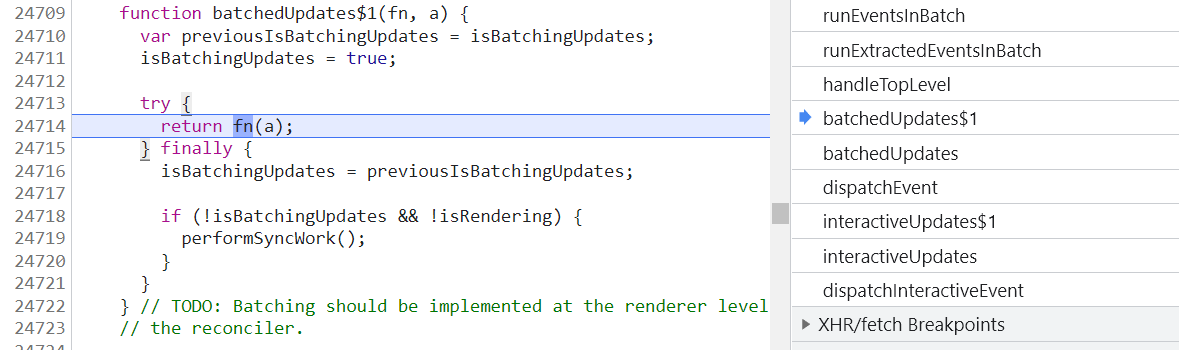 24709 function batchedUpdates$1(fn, a) {
24710 var previousIsBatchingUpdates = isBatchingUpdates;
24711 isBatchingUpdates = true;
24712
24713 try {
24714 return fn(a);
24715 } finally {
24716 isBatchingUpdates = previousIsBatchingUpdates;
24717
24718 if (!isBatchingUpdates && !isRendering) {
24719 performSyncWork();
24720 }
24721 }
24722 } // TODO: Batching should be implemented at the renderer level
24723 // the reconciler.
24724
runEventsInBatch
runExtractedEventsInBatch
handleTopLevel
batchedUpdates$1
batchedUpdates
dispatchEvent
interactiveUpdates$1
interactiveUpdates
dispatchInteractiveEvent
XHR/fetch Breakpoints